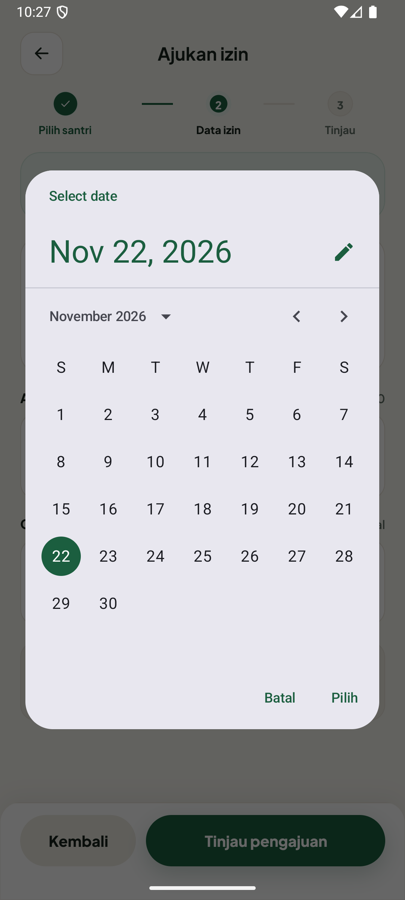 10:27
Ajukan izin
2
3
Pilih santri
Data izin
Tinjau
Select date
Nov 22, 2026
November 2026
S M T W T F S
1 2 3 4 5 6 7
8 9 10 11 12 13 14
15 16 17 18 19 20 21
22 23 24 25 26 27 28
29 30
Batal
Pilih
Kembali
Tinjau pengajuan